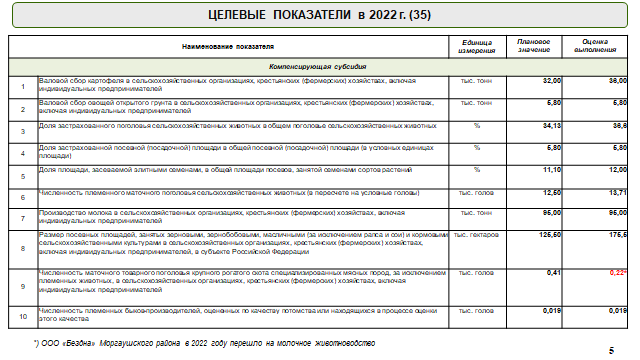 ЦЕЛЕВЫЕ ПОКАЗАТЕЛИ в 2022 г. (35)
Наименование показателя
Единица измерения
Плановое значение
Оценка выполнения
Компенсирующая субсидия
1 Валовой сбор картофеля в сельскохозяйственных организациях, крестьянских (фермерских) хозяйствах, включая
индивидуальных предпринимателей
тыс. тонн 32,00 36,00
2 Валовой сбор овощей открытого грунта в сельскохозяйственных организациях, крестьянских (фермерских) хозяйствах,
включая индивидуальных предпринимателей
тыс. тонн 5,80 5,80
3 Доля застрахованного поголовья сельскохозяйственных животных в общем поголовье сельскохозяйственных животных
% 34,13 36,6
4 Доля застрахованной посевной (посадочной) площади в общей посевной (посадочной) площади (в условных единицах
площади)
% 5,80 5,80
5 Доля площади, засеваемой элитными семенами, в общей площади посевов, занятой семенами сортов растений
% 11,10 12,00
6 Численность племенного маточного поголовья сельскохозяйственных животных (в пересчете на условные головы)
тыс. голов 12,50 13,71
7 Производство молока в сельскохозяйственных организациях, крестьянских (фермерских) хозяйствах, включая
индивидуальных предпринимателей
тыс. тонн 95,00 95,00
8 Размер посевных площадей, занятых зерновыми, зернобобовыми, масличными (за исключением рапса и сои) и кормовыми
сельскохозяйственными культурами в сельскохозяйственных организациях, крестьянских (фермерских) хозяйствах,
включая индивидуальных предпринимателей, в субъекте Российской Федерации
тыс. гектаров 125,50 175,5
9 Численность маточного товарного поголовья крупного рогатого скота специализированных мясных пород, за исключением
племенных животных, в сельскохозяйственных организациях, крестьянских (фермерских) хозяйствах, включая
индивидуальных предпринимателей
тыс. голов 0,41 0,22*
10 Численность племенных быков-производителей, оцененных по качеству потомства или находящихся в процессе оценки
этого качества
тыс. голов 0,019 0,019
*) ООО «Бездна» Моргаушского района в 2022 году перешло на молочное животноводство
5